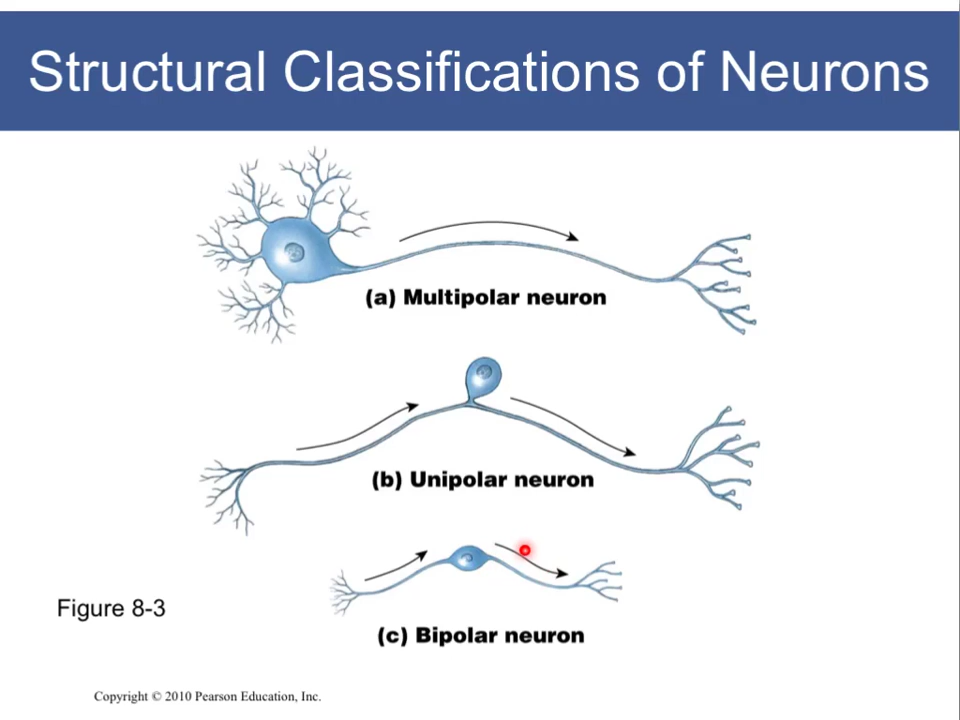 Structural Classifications of Neurons
(a) Multipolar neuron
(b) Unipolar neuron
(c) Bipolar neuron
Figure 8-3
Copyright © 2010 Pearson Education, Inc.